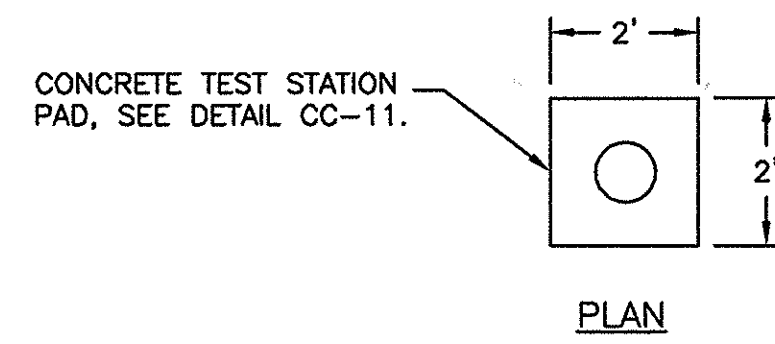 2'
CONCRETE TEST STATION
PAD, SEE DETAIL CC-11.
2'
PLAN